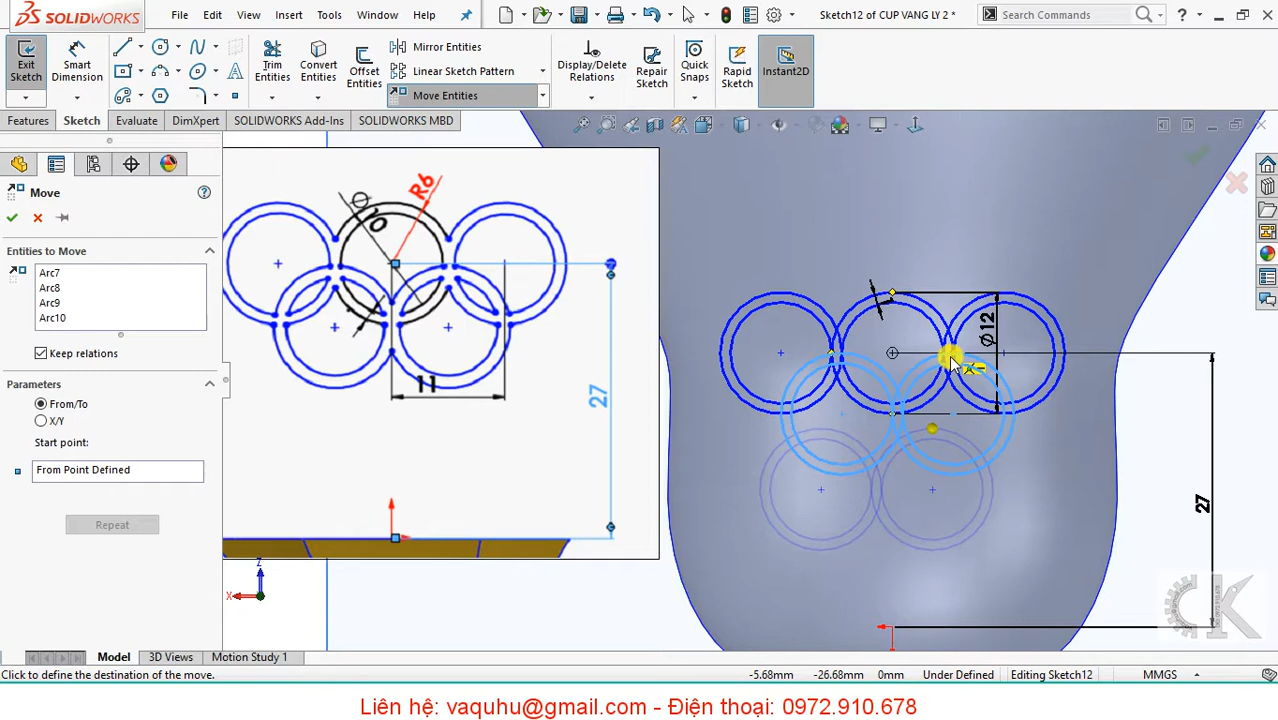 SOLIDWORKS
File Edit View Insert Tools Window Help
Sketch12 of CUP VANG LY 2 *
Search Commands
Exit Sketch
Smart Dimension
Trim Entities
Convert Entities
Offset Entities
Mirror Entities
Linear Sketch Pattern
Move Entities
Display/Delete Relations
Repair Sketch
Quick Snaps
Rapid Sketch
Instant2D
Features Sketch Evaluate DimXpert SOLIDWORKS Add-Ins SOLIDWORKS MBD
Move
Entities to Move
Arc7
Arc8
Arc9
Arc10
Keep relations
Parameters
From/To
X/Y
Start point:
From Point Defined
Repeat
Ø10
R6
11
27
Ø12
27
Z
X
CK
Model 3D Views Motion Study 1
Click to define the destination of the move.
-5.68mm -26.68mm 0mm Under Defined Editing Sketch12 MMGS
Liên hệ: vaquhu@gmail.com - Điện thoại: 0972.910.678